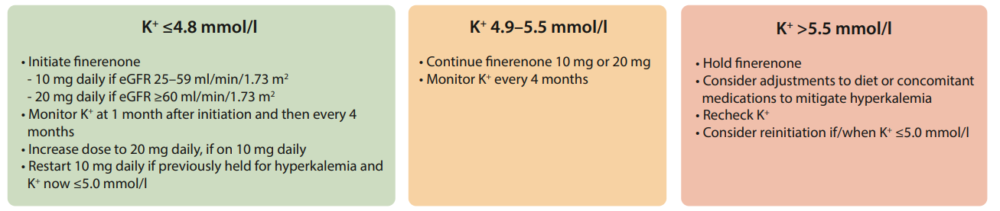 K⁺ ≤4.8 mmol/l
• Initiate finerenone
- 10 mg daily if eGFR 25–59 ml/min/1.73 m²
- 20 mg daily if eGFR ≥60 ml/min/1.73 m²
• Monitor K⁺ at 1 month after initiation and then every 4
months
• Increase dose to 20 mg daily, if on 10 mg daily
• Restart 10 mg daily if previously held for hyperkalemia and
K⁺ now ≤5.0 mmol/l
K⁺ 4.9–5.5 mmol/l
• Continue finerenone 10 mg or 20 mg
• Monitor K⁺ every 4 months
K⁺ >5.5 mmol/l
• Hold finerenone
• Consider adjustments to diet or concomitant
medications to mitigate hyperkalemia
• Recheck K⁺
• Consider reinitiation if/when K⁺ ≤5.0 mmol/l